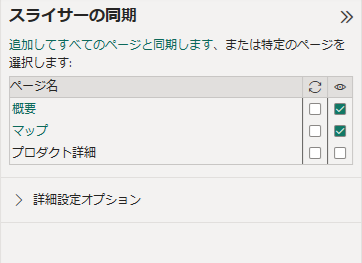 スライサーの同期
追加してすべてのページと同期します、または特定のページを
選択します:
ページ名
概要
マップ
プロダクト詳細
詳細設定オプション